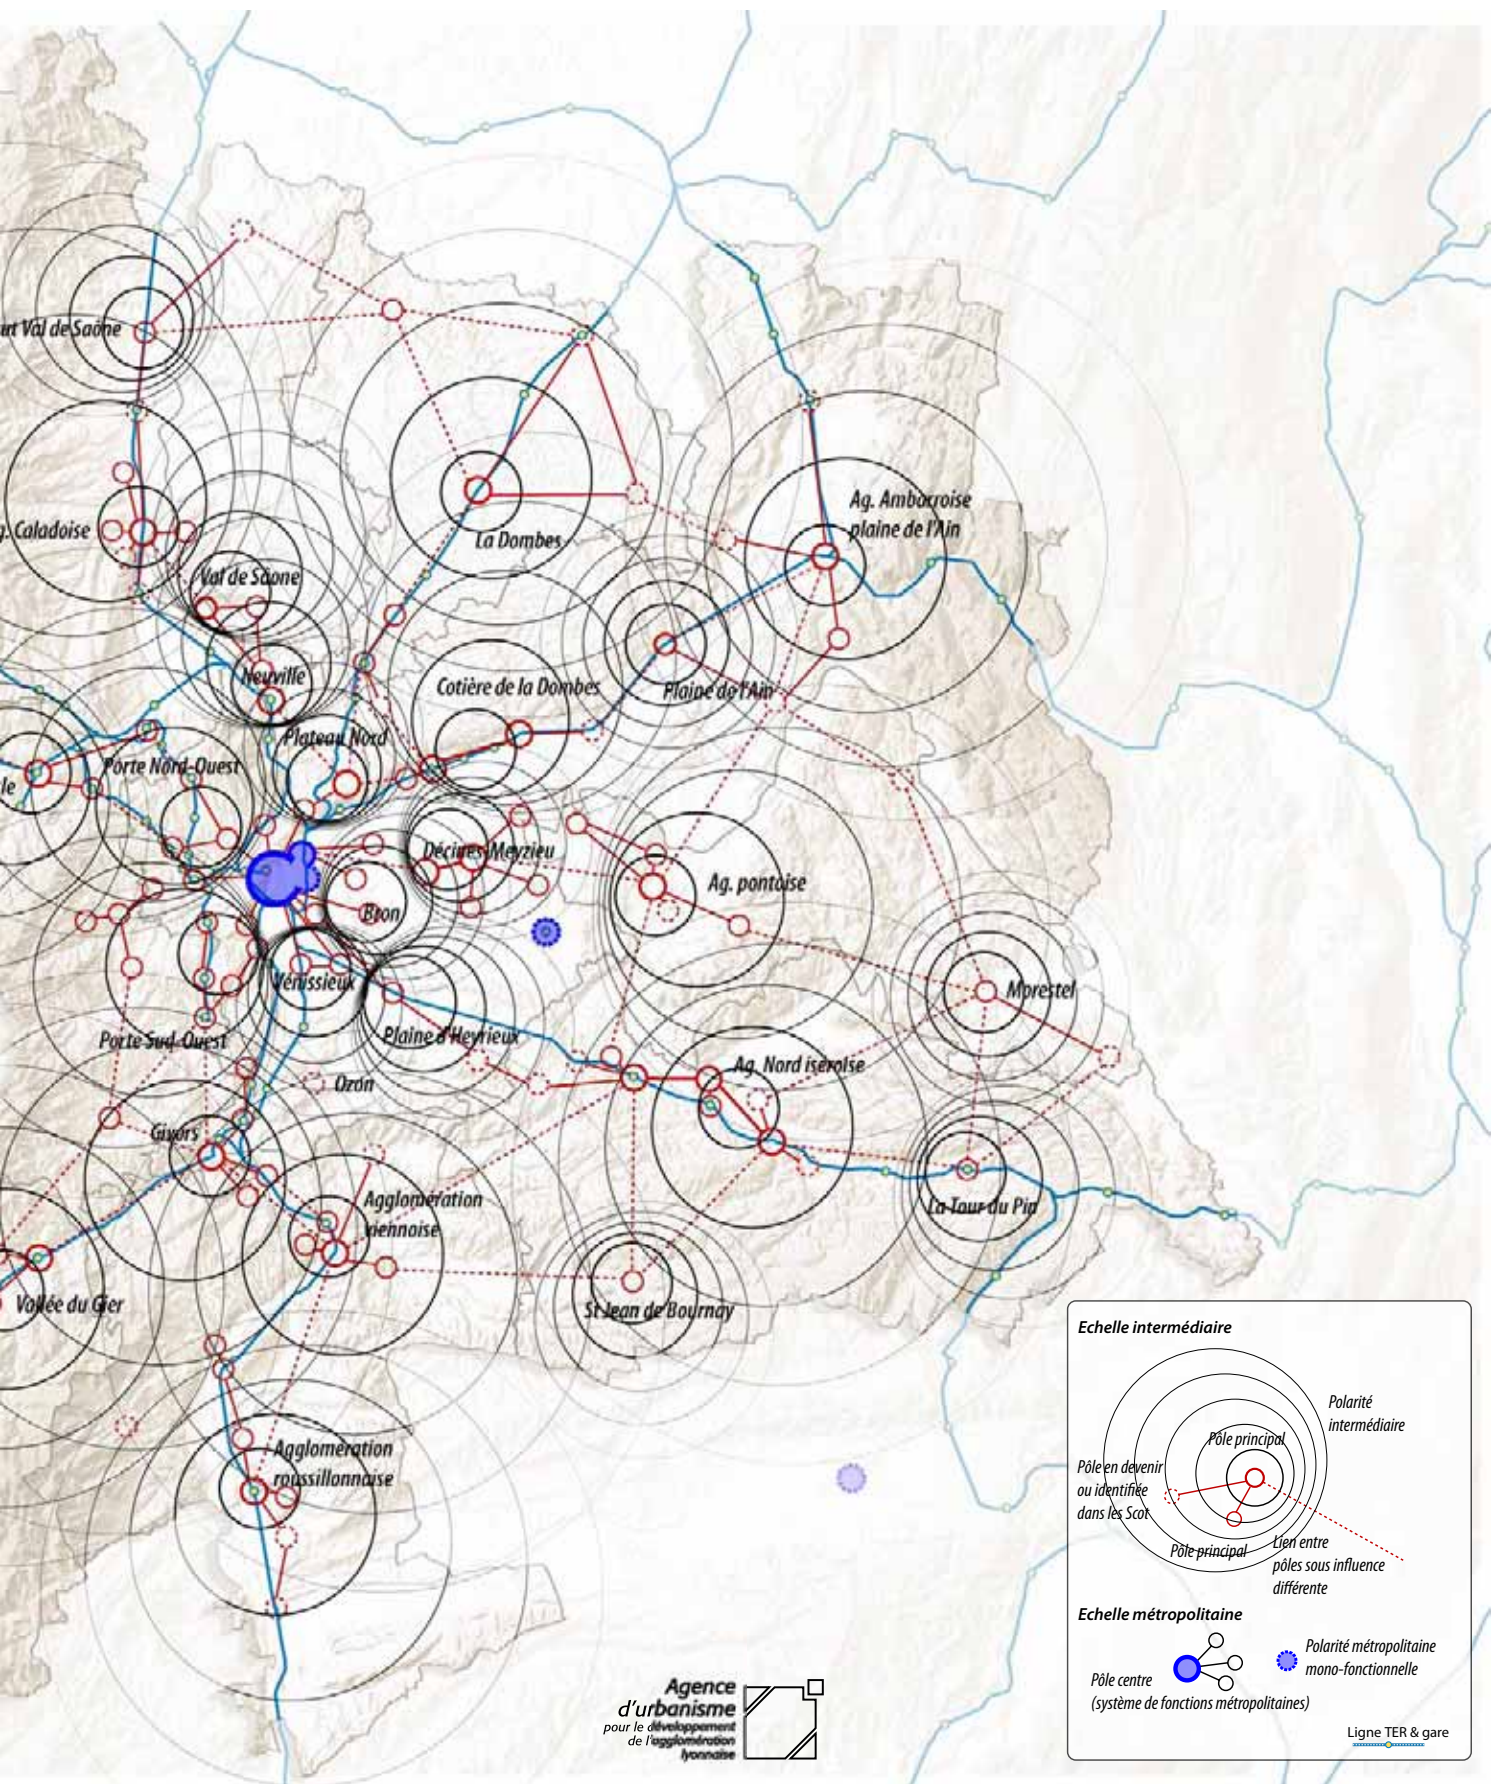 Val de Saône
Ag. Ambarroise
plaine de l'Ain
Caladoise
La Dombes
Val de Saône
Neuville
Cotière de la Dombes
Plaine de l'Ain
Plateau Nord
Porte Nord-Ouest
le
Décines-Meyzieu
Ag. pontoise
Bron
Vénissieux
Morestel
Plaine d'Heyrieux
Porte Sud-Ouest
Ag. Nord iseroise
Ozon
Givors
Agglomération
viennoise
La Tour du Pin
Vallée du Gier
St Jean de Bournay
Agglomération
roussillonnaise
Echelle intermédiaire
Polarité
intermédiaire
Pôle principal
Pôle en devenir
ou identifiée
dans les Scot
Pôle principal
Lien entre
pôles sous influence
différente
Echelle métropolitaine
Polarité métropolitaine
mono-fonctionnelle
Pôle centre
(système de fonctions métropolitaines)
Ligne TER & gare
Agence
d'urbanisme
pour le développement
de l'agglomération
lyonnaise